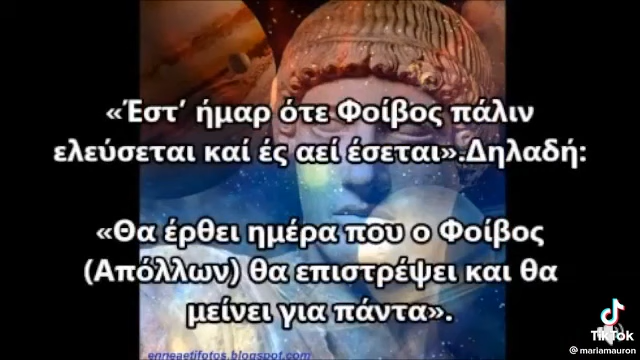 «Έστ’ ήμαρ ότε Φοίβος πάλιν
ελεύσεται καί ές αεί έσεται».Δηλαδή:
«Θα έρθει ημέρα που ο Φοίβος
(Απόλλων) θα επιστρέψει και θα
μείνει για πάντα».
enneaetifotos.blogspot.com
TikTok
@mariamauron